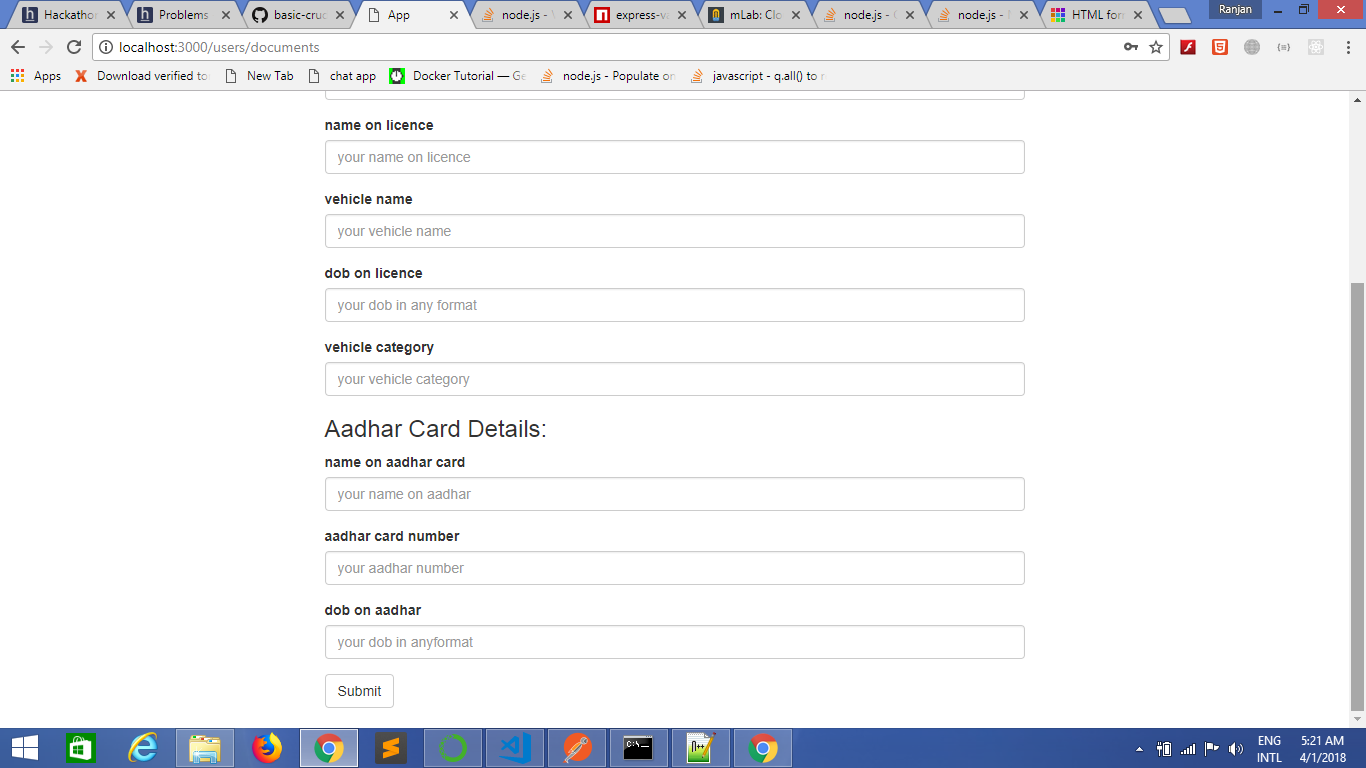 Hackathon
Problems
basic-cruc
App
node.js - V
express-va
mLab: Clo
node.js -
node.js -
HTML for
Ranjan
localhost:3000/users/documents
Apps
Download verified to
New Tab
chat app
Docker Tutorial — Ge
node.js - Populate on
javascript - q.all() to
name on licence
your name on licence
vehicle name
your vehicle name
dob on licence
your dob in any format
vehicle category
your vehicle category
Aadhar Card Details:
name on aadhar card
your name on aadhar
aadhar card number
your aadhar number
dob on aadhar
your dob in anyformat
Submit
ENG
INTL
5:21 AM
4/1/2018